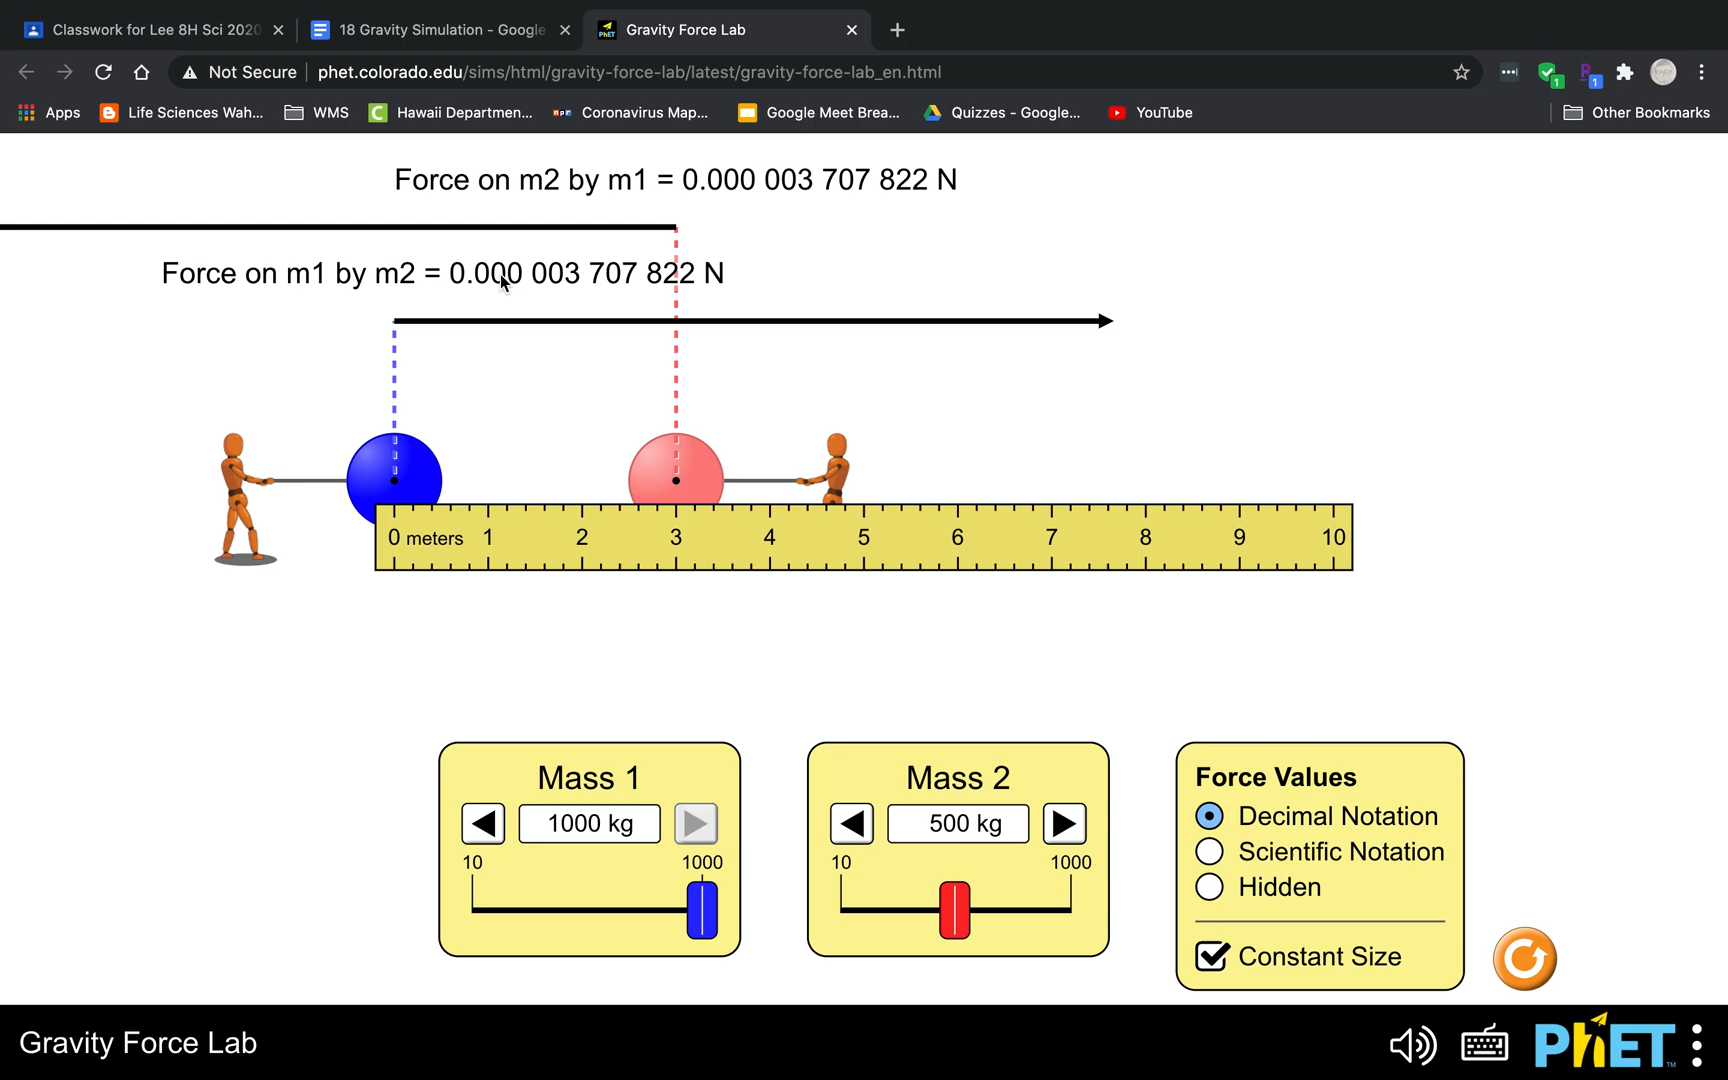 Classwork for Lee 8H Sci 2020
18 Gravity Simulation - Google
Gravity Force Lab
Not Secure
phet.colorado.edu/sims/html/gravity-force-lab/latest/gravity-force-lab_en.html
1
1
Apps
Life Sciences Wah...
WMS
Hawaii Departmen...
Coronavirus Map...
Google Meet Brea...
Quizzes - Google...
YouTube
Other Bookmarks
Force on m2 by m1 = 0.000 003 707 822 N
Force on m1 by m2 = 0.000 003 707 822 N
0 meters 1 2 3 4 5 6 7 8 9 10
Mass 1
1000 kg
10 1000
Mass 2
500 kg
10 1000
Force Values
Decimal Notation
Scientific Notation
Hidden
Constant Size
Gravity Force Lab
PhET